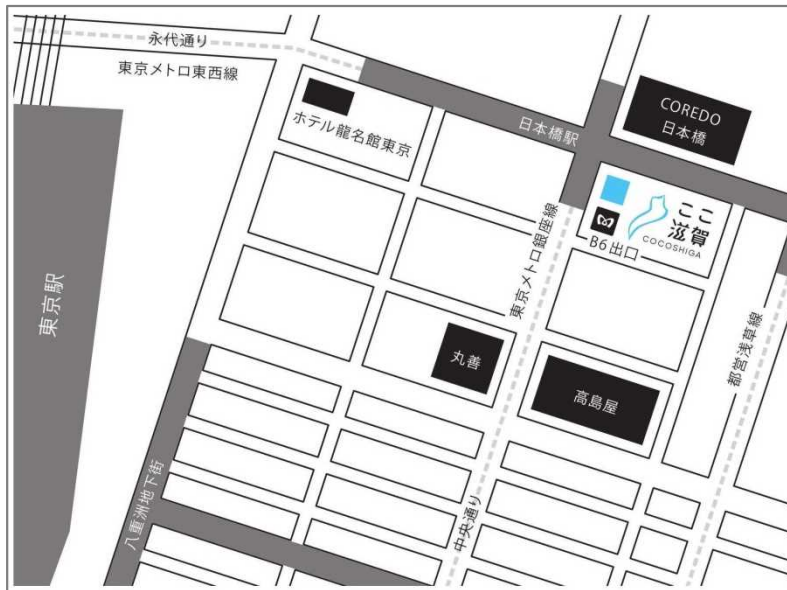 永代通り
東京メトロ東西線
ホテル龍名館東京
日本橋駅
COREDO
日本橋
ここ
滋賀
COCOSHIGA
B6出口
東京メトロ銀座線
東京駅
丸善
高島屋
都営浅草線
八重洲地下街
中央通り